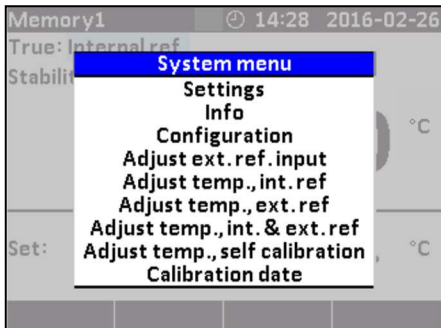 Memory1 14:28 2016-02-26
True: Internal ref
Stabilit
System menu
Settings
Info
Configuration
Adjust ext. ref. input
Adjust temp., int. ref
Adjust temp., ext. ref
Adjust temp., int. & ext. ref
Adjust temp., self calibration
Calibration date
°C
Set: °C